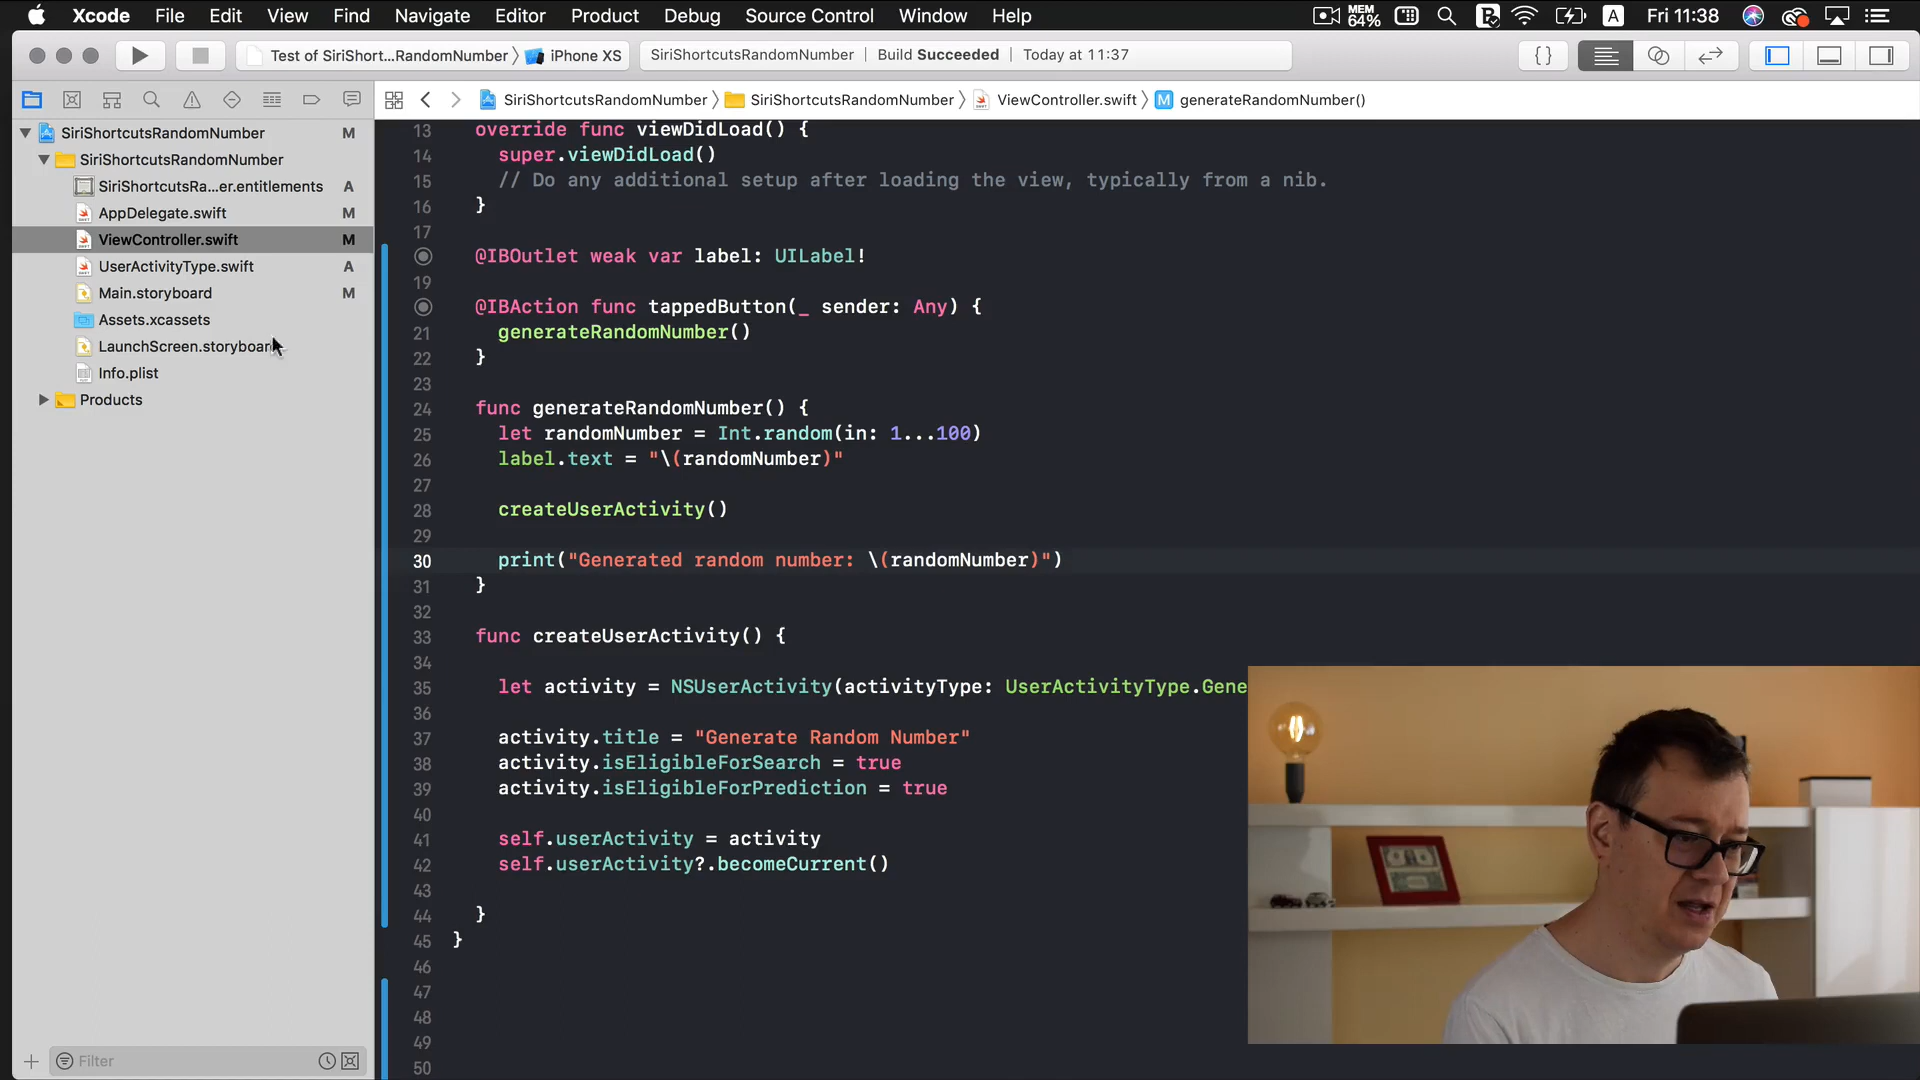 Xcode File Edit View Find Navigate Editor Product Debug Source Control Window Help MEM 64% A Fri 11:38
Test of SiriShort...RandomNumber iPhone XS SiriShortcutsRandomNumber Build Succeeded Today at 11:37 {}
SiriShortcutsRandomNumber SiriShortcutsRandomNumber ViewController.swift M generateRandomNumber()
SiriShortcutsRandomNumber M
SiriShortcutsRandomNumber
SiriShortcutsRa...er.entitlements A
AppDelegate.swift M
ViewController.swift M
UserActivityType.swift A
Main.storyboard M
Assets.xcassets
LaunchScreen.storyboard
Info.plist
Products
Filter
13 override func viewDidLoad() {
14 super.viewDidLoad()
15 // Do any additional setup after loading the view, typically from a nib.
16 }
17
@IBOutlet weak var label: UILabel!
19
@IBAction func tappedButton(_ sender: Any) {
21 generateRandomNumber()
22 }
23
24 func generateRandomNumber() {
25 let randomNumber = Int.random(in: 1...100)
26 label.text = "\(randomNumber)"
27
28 createUserActivity()
29
30 print("Generated random number: \(randomNumber)")
31 }
32
33 func createUserActivity() {
34
35 let activity = NSUserActivity(activityType: UserActivityType.Gene
36
37 activity.title = "Generate Random Number"
38 activity.isEligibleForSearch = true
39 activity.isEligibleForPrediction = true
40
41 self.userActivity = activity
42 self.userActivity?.becomeCurrent()
43
44 }
45 }
46
47
48
49
50